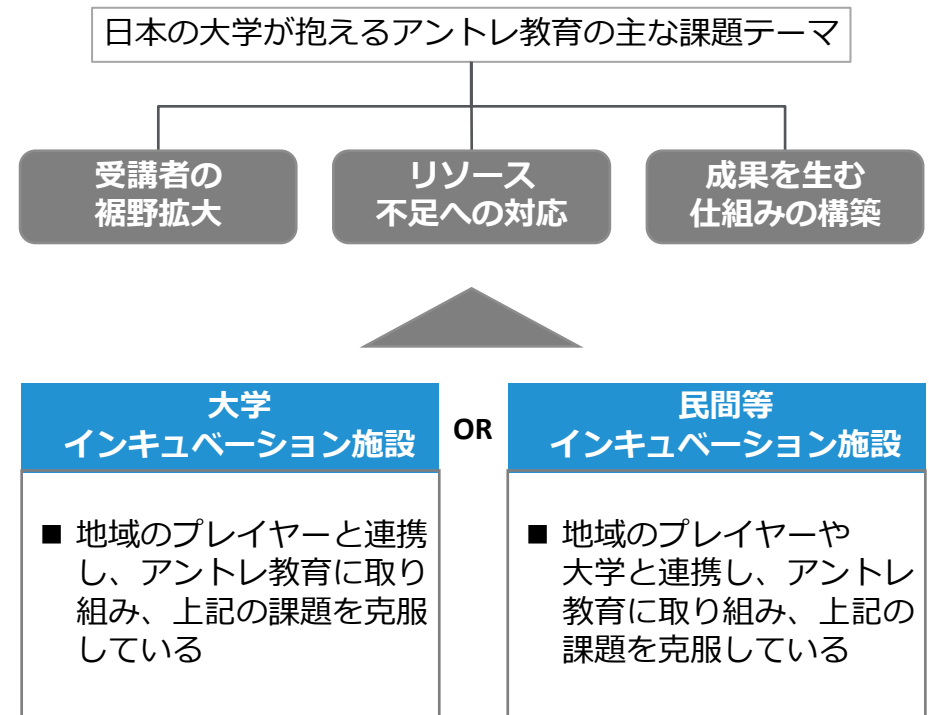 日本の大学が抱えるアントレ教育の主な課題テーマ
受講者の
裾野拡大
リソース
不足への対応
成果を生む
仕組みの構築
大学
インキュベーション施設
OR
民間等
インキュベーション施設
■ 地域のプレイヤーと連携
し、アントレ教育に取り
組み、上記の課題を克服
している
■ 地域のプレイヤーや
大学と連携し、アントレ
教育に取り組み、上記の
課題を克服している